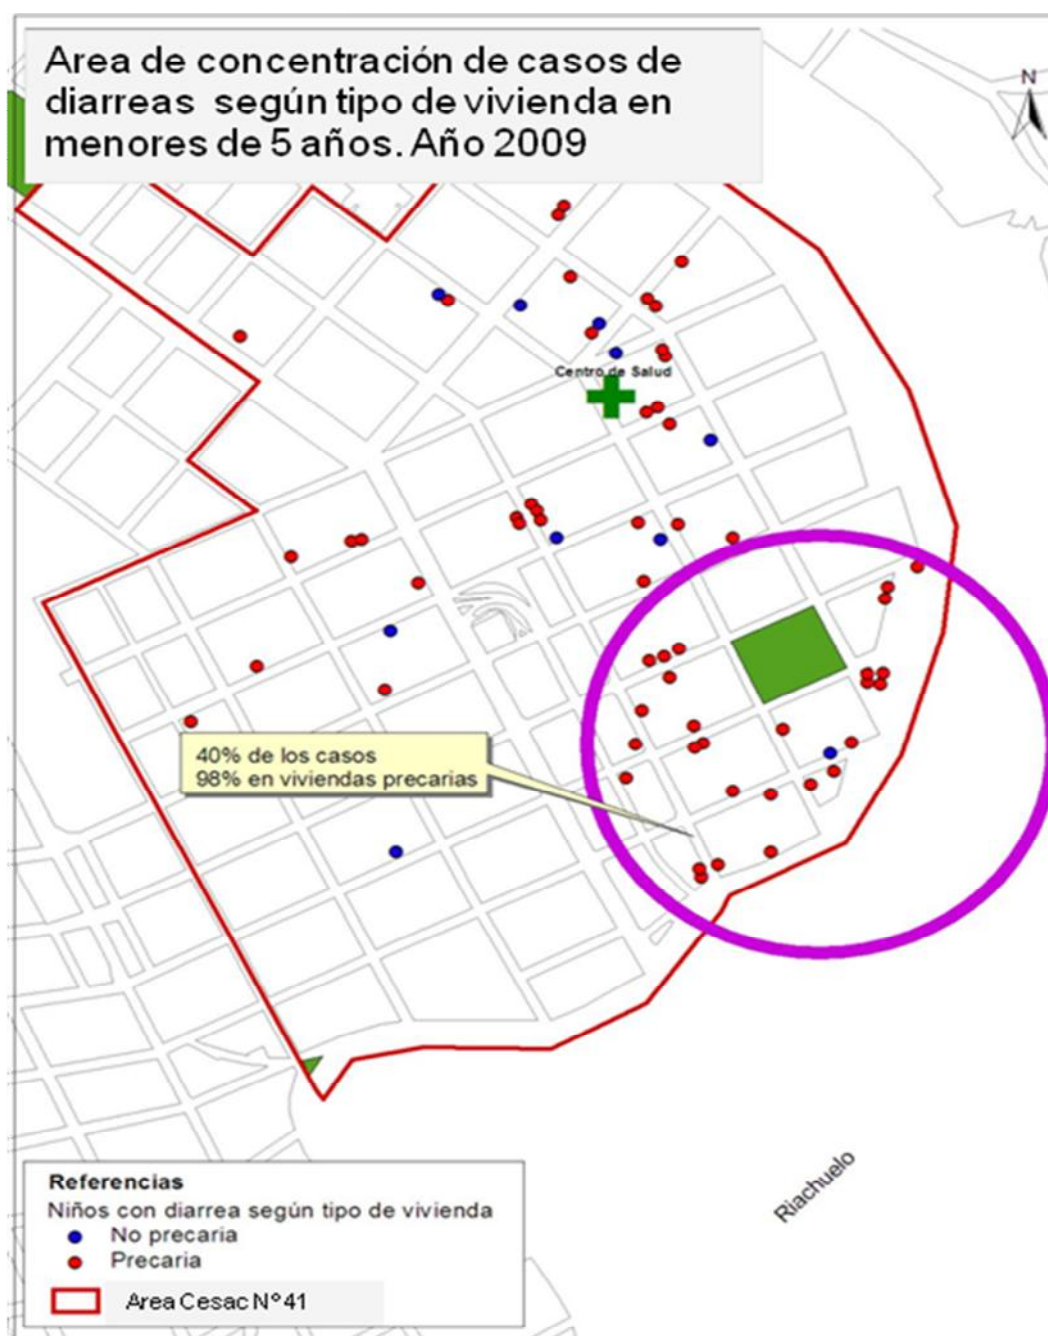 Area de concentración de casos de
diarreas según tipo de vivienda en
menores de 5 años. Año 2009
N
Centro de Salud
40% de los casos
98% en viviendas precarias
Riachuelo
Referencias
Niños con diarrea según tipo de vivienda
No precaria
Precaria
Area Cesac N°41